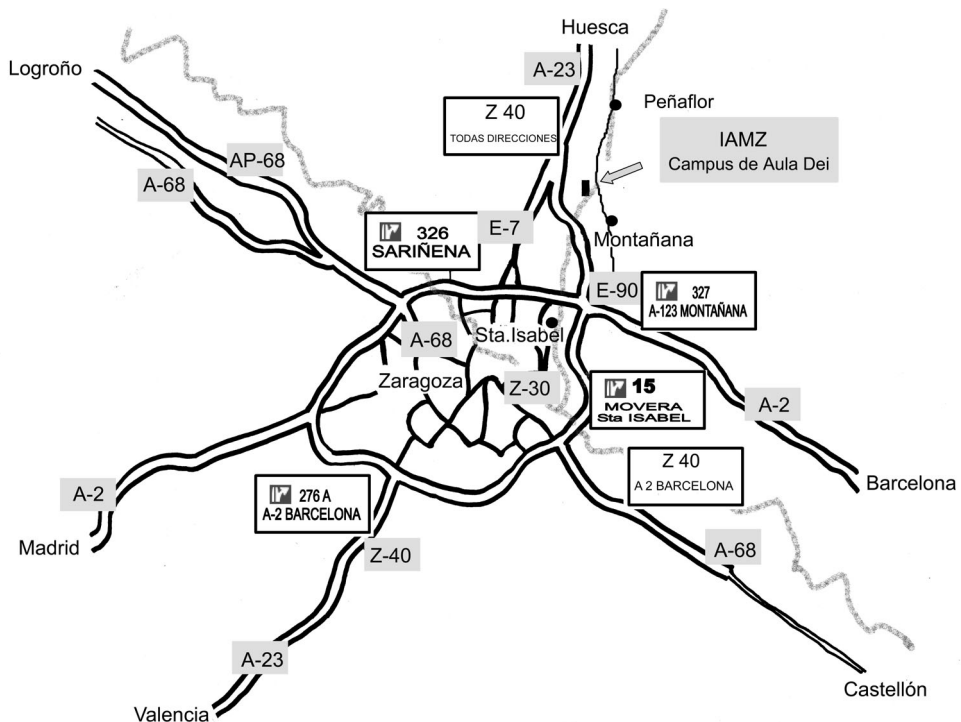 Huesca
Logroño
A-23
Z 40
TODAS DIRECCIONES
Peñaflor
IAMZ
Campus de Aula Dei
AP-68
A-68
326
SARIÑENA
E-7
Montañana
E-90
327
A-123 MONTAÑANA
A-68
Sta.Isabel
Zaragoza
Z-30
15
MOVERA
Sta ISABEL
A-2
Z 40
A 2 BARCELONA
Barcelona
A-2
276 A
A-2 BARCELONA
Madrid
Z-40
A-68
A-23
Castellón
Valencia